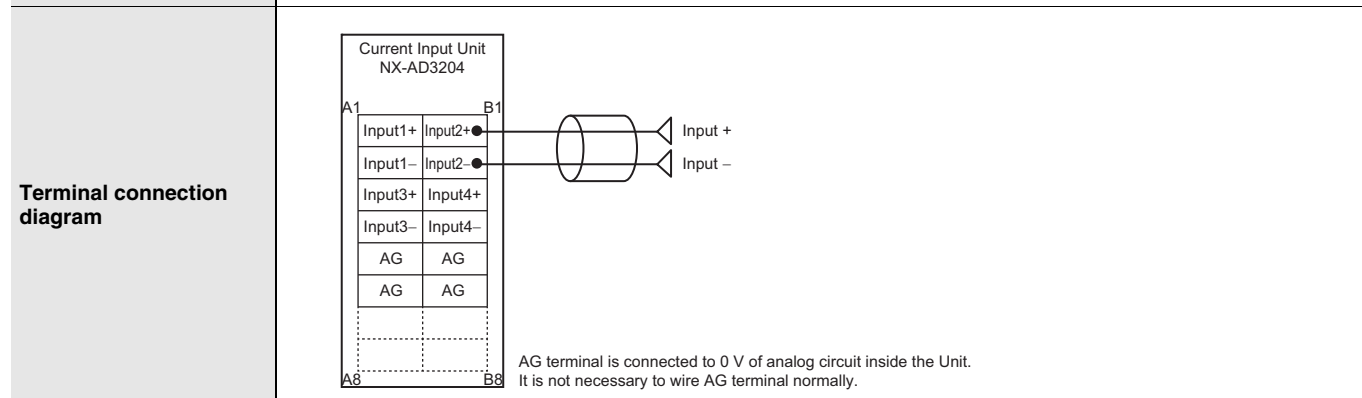 Terminal connection
diagram
Current Input Unit
NX-AD3204
A1 B1
Input1+ Input2+ Input +
Input1– Input2– Input –
Input3+ Input4+
Input3– Input4–
AG AG
AG AG
A8 B8
AG terminal is connected to 0 V of analog circuit inside the Unit.
It is not necessary to wire AG terminal normally.